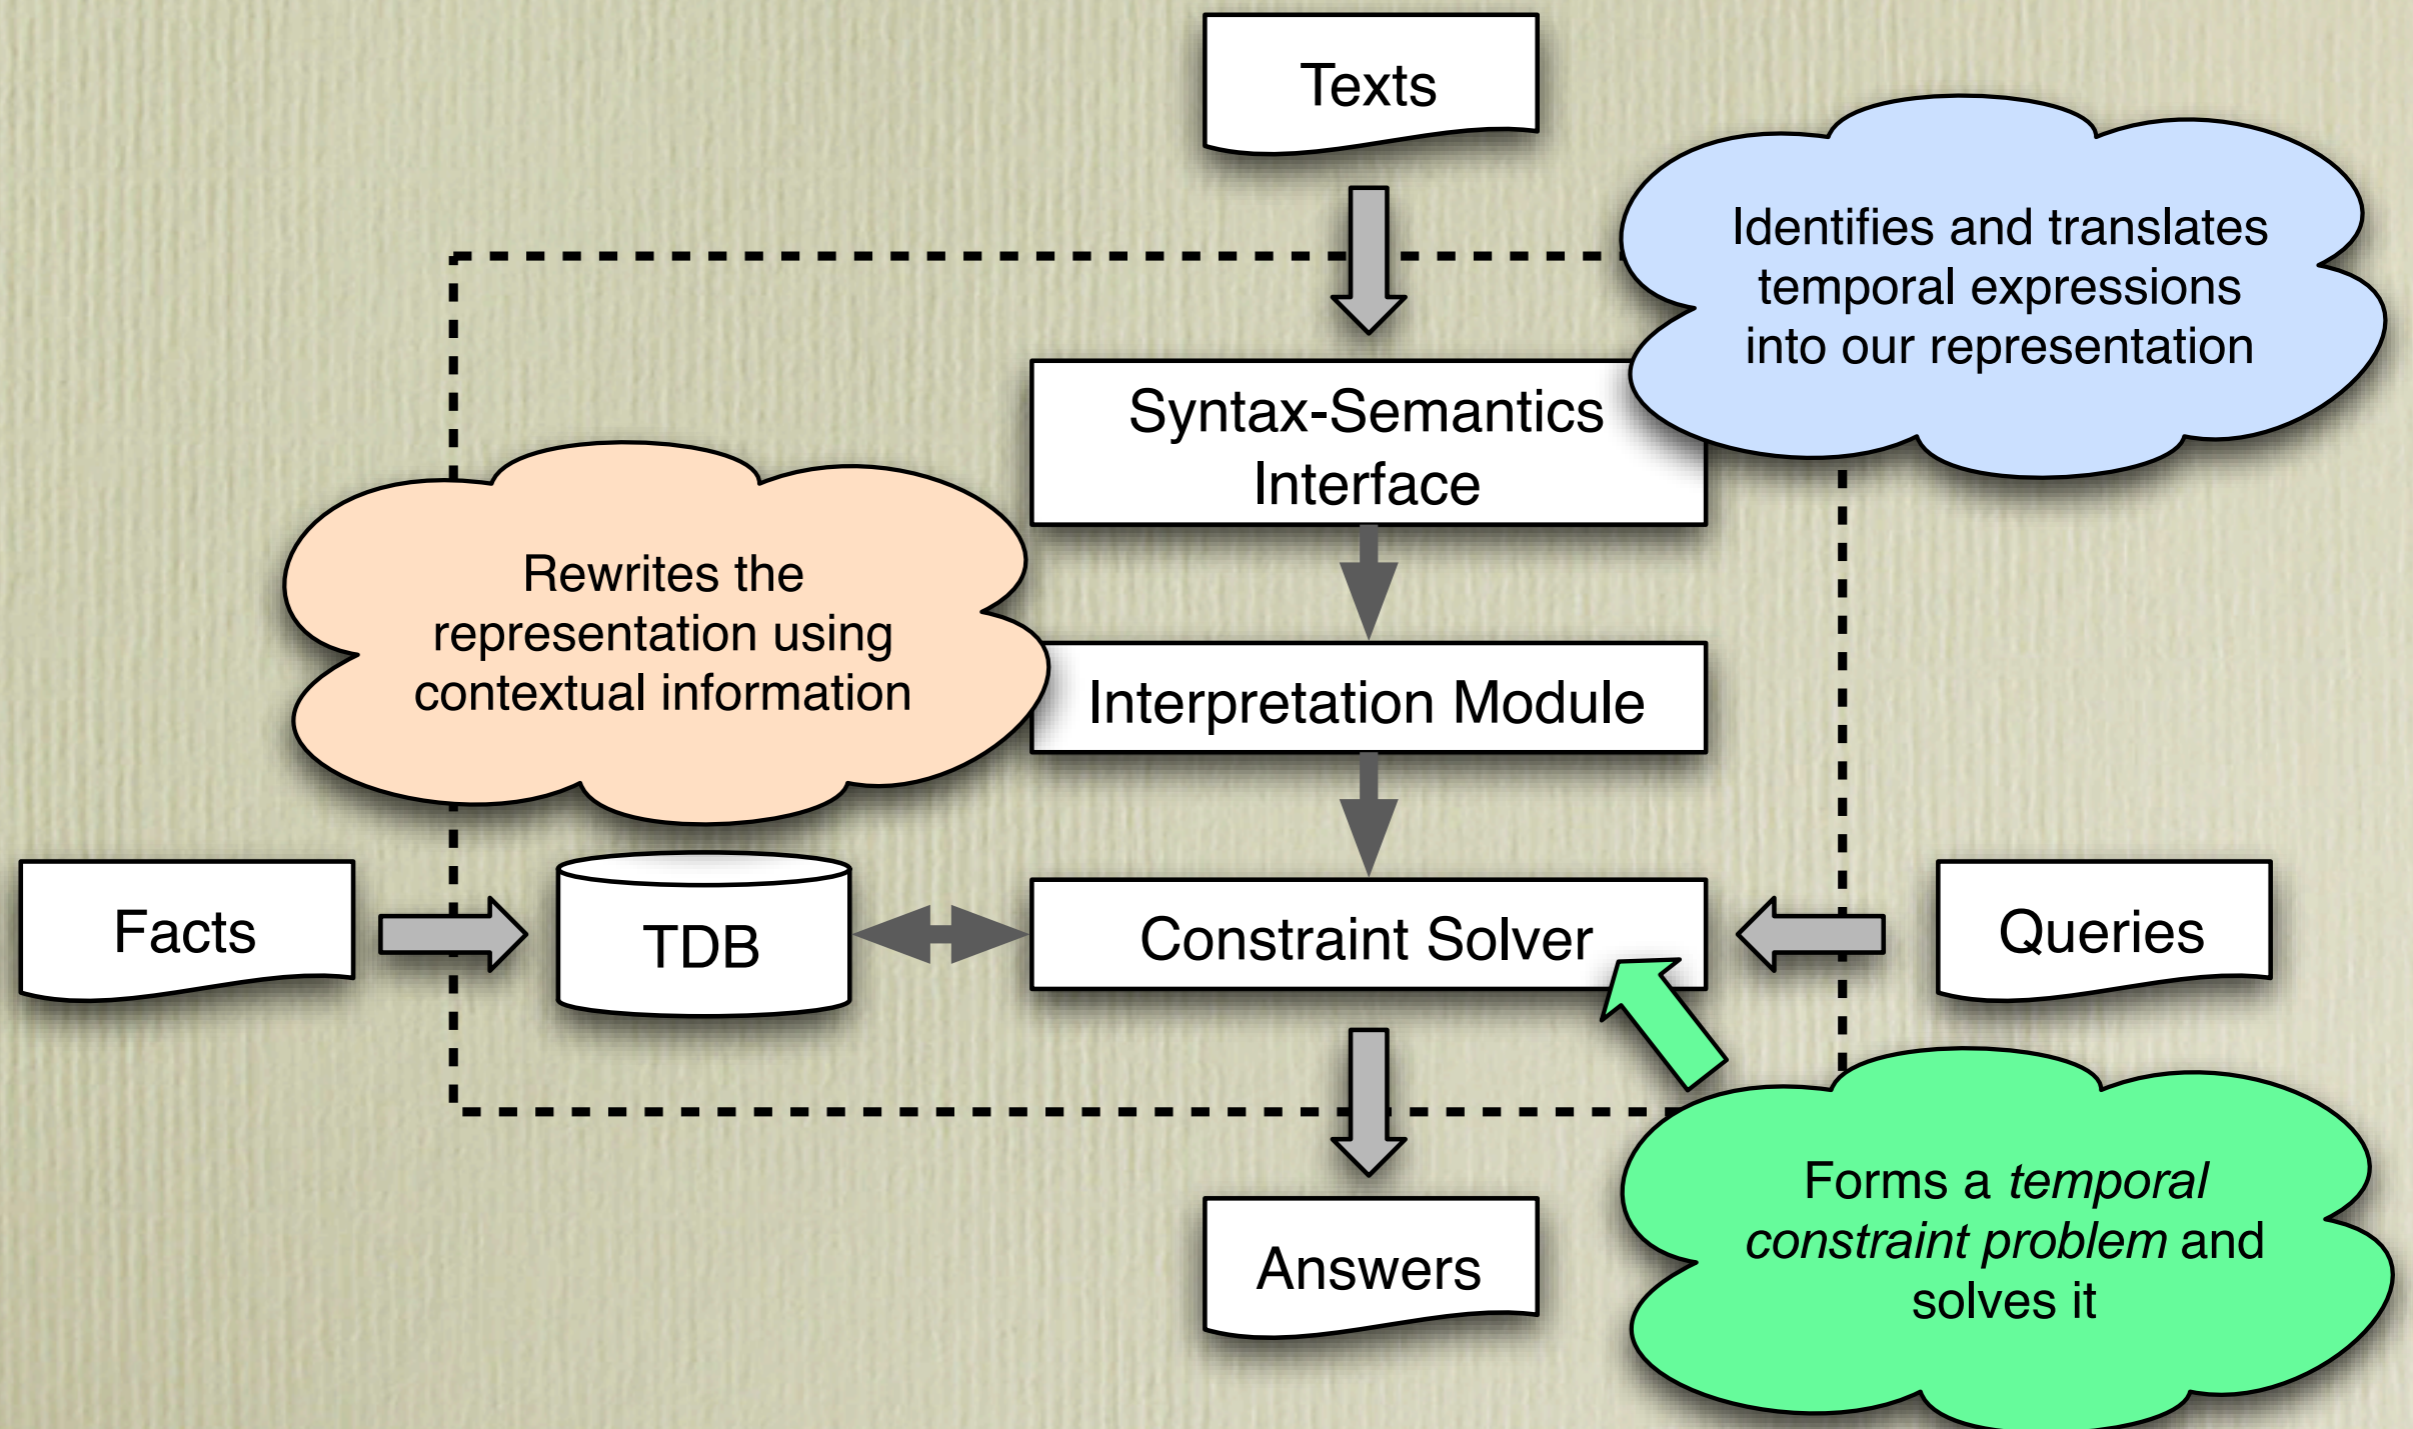 Texts
Identifies and translates
temporal expressions
into our representation
Syntax-Semantics
Interface
Rewrites the
representation using
contextual information
Interpretation Module
Facts
TDB
Constraint Solver
Queries
Forms a temporal
constraint problem and
solves it
Answers